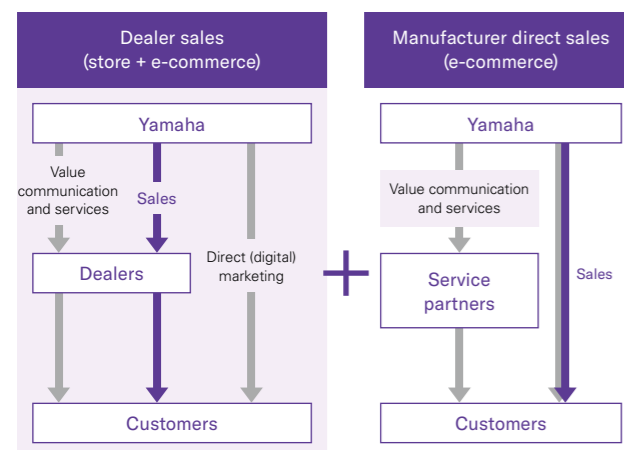 Dealer sales
(store + e-commerce)
Yamaha
Value
communication
and services
Sales
Direct (digital)
marketing
Dealers
Customers
+
Manufacturer direct sales
(e-commerce)
Yamaha
Value communication
and services
Service
partners
Sales
Customers